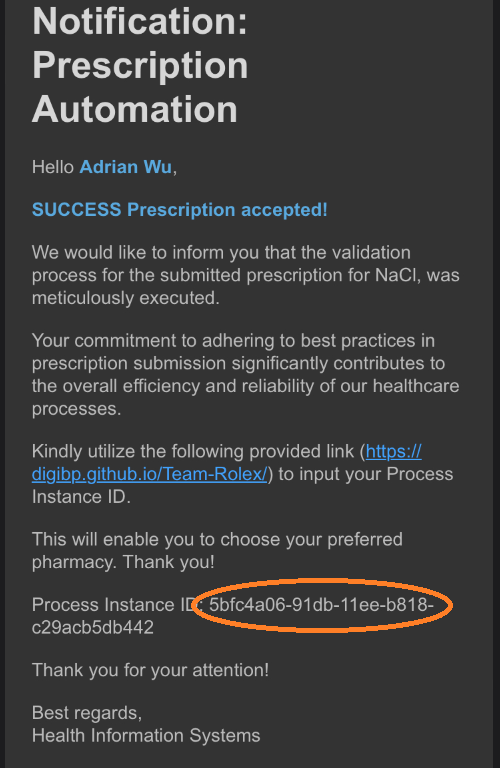 Notification:
Prescription
Automation
Hello Adrian Wu,
SUCCESS Prescription accepted!
We would like to inform you that the validation
process for the submitted prescription for NaCl, was
meticulously executed.
Your commitment to adhering to best practices in
prescription submission significantly contributes to
the overall efficiency and reliability of our healthcare
processes.
Kindly utilize the following provided link (https://
digibp.github.io/Team-Rolex/) to input your Process
Instance ID.
This will enable you to choose your preferred
pharmacy. Thank you!
Process Instance ID: 5bfc4a06-91db-11ee-b818-
c29acb5db442
Thank you for your attention!
Best regards,
Health Information Systems